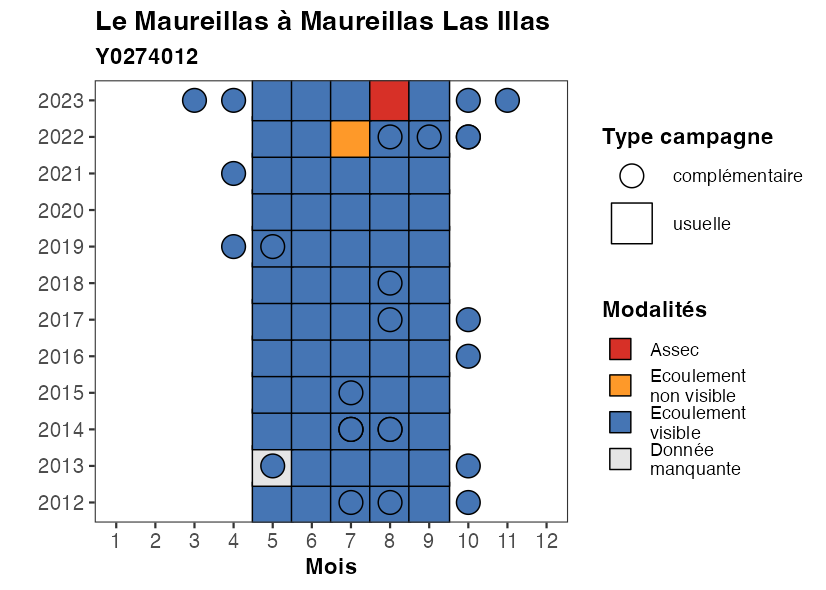 Le Maureillas à Maureillas Las Illas
Y0274012
2023
2022
2021
2020
2019
2018
2017
2016
2015
2014
2013
2012
1 2 3 4 5 6 7 8 9 10 11 12
Mois
Type campagne
complémentaire
usuelle
Modalités
Assec
Ecoulement
non visible
Ecoulement
visible
Donnée
manquante